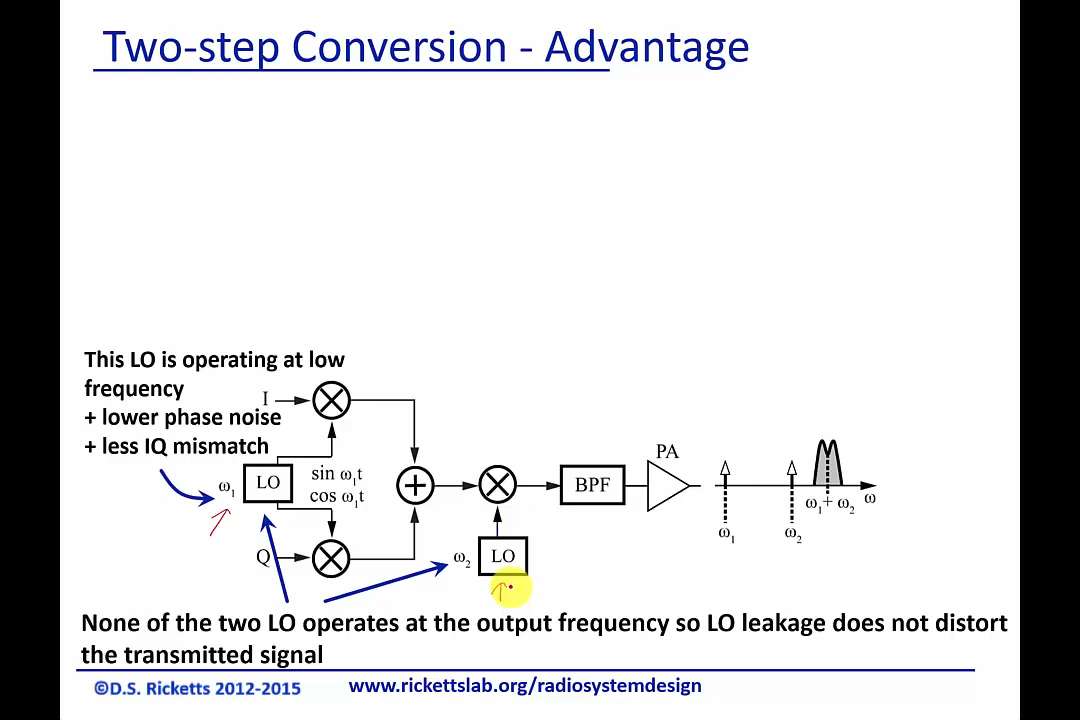 Two-step Conversion - Advantage
This LO is operating at low
frequency
+ lower phase noise
+ less IQ mismatch
I
ω1 LO
sin ω1t
cos ω1t
Q
ω2 LO
BPF
PA
ω1 ω2 ω1+ ω2 ω
None of the two LO operates at the output frequency so LO leakage does not distort
the transmitted signal
©D.S. Ricketts 2012-2015 www.rickettslab.org/radiosystemdesign